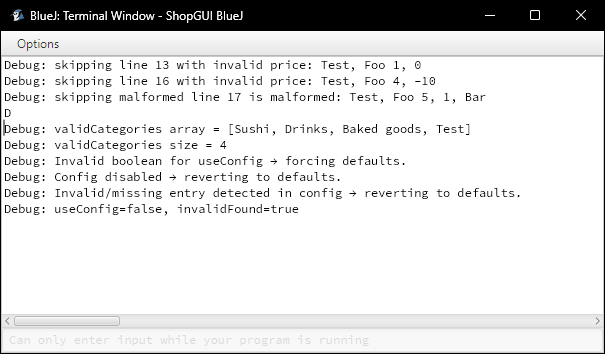 BlueJ: Terminal Window - ShopGUI BlueJ
Options
Debug: skipping line 13 with invalid price: Test, Foo 1, 0
Debug: skipping line 16 with invalid price: Test, Foo 4, -10
Debug: skipping malformed line 17 is malformed: Test, Foo 5, 1, Bar
D
Debug: validCategories array = [Sushi, Drinks, Baked goods, Test]
Debug: validCategories size = 4
Debug: Invalid boolean for useConfig → forcing defaults.
Debug: Config disabled → reverting to defaults.
Debug: Invalid/missing entry detected in config → reverting to defaults.
Debug: useConfig=false, invalidFound=true
Can only enter input while your program is running